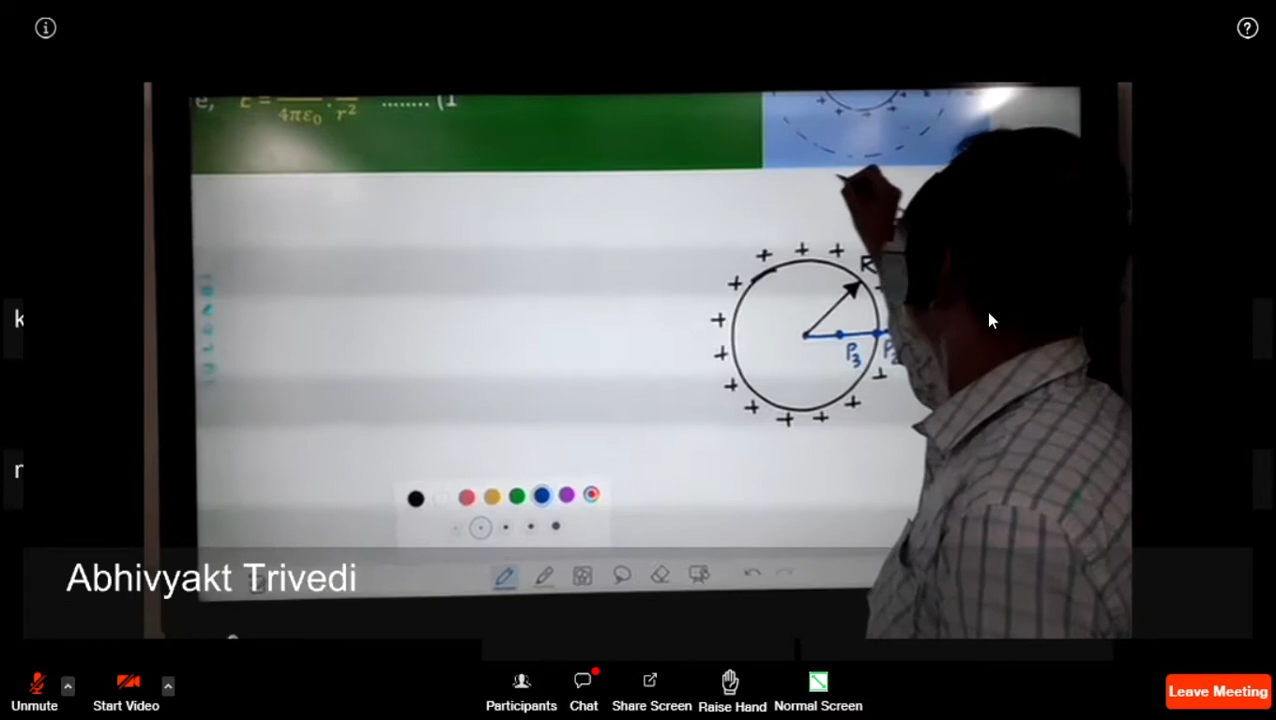 e, E = ── . ──
4πε₀ r² ........ (1
+ + + + + + + + + + + + +
R
P₃ P₂
k
n
Abhivyakt Trivedi
Unmute Start Video Participants Chat Share Screen Raise Hand Normal Screen Leave Meeting